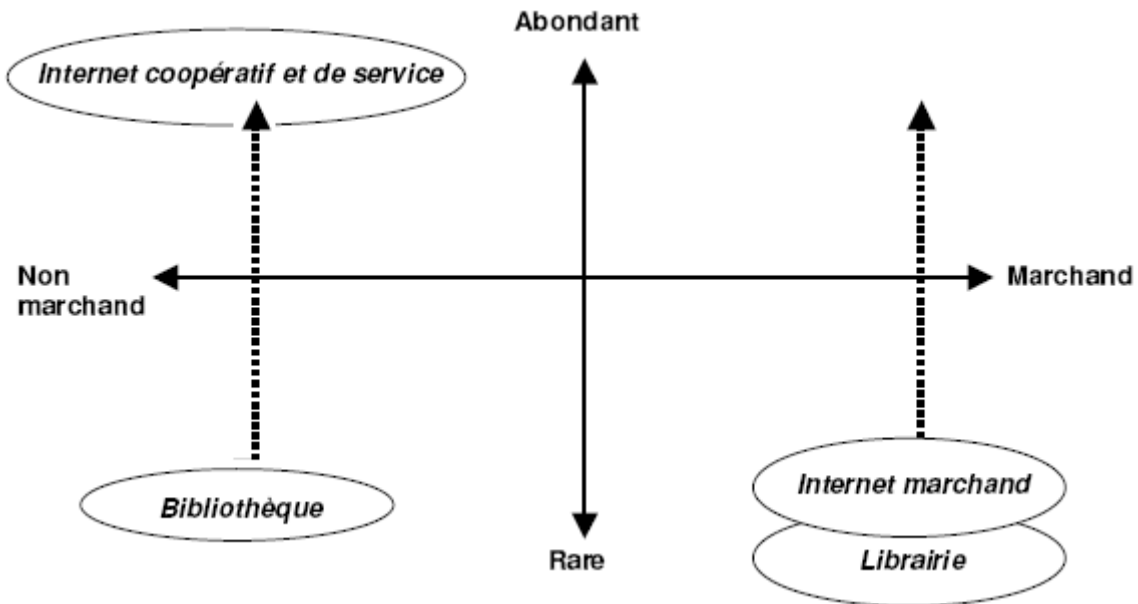 Abondant
Internet coopératif et de service
Non
marchand
Marchand
Internet marchand
Bibliothèque
Rare
Librairie